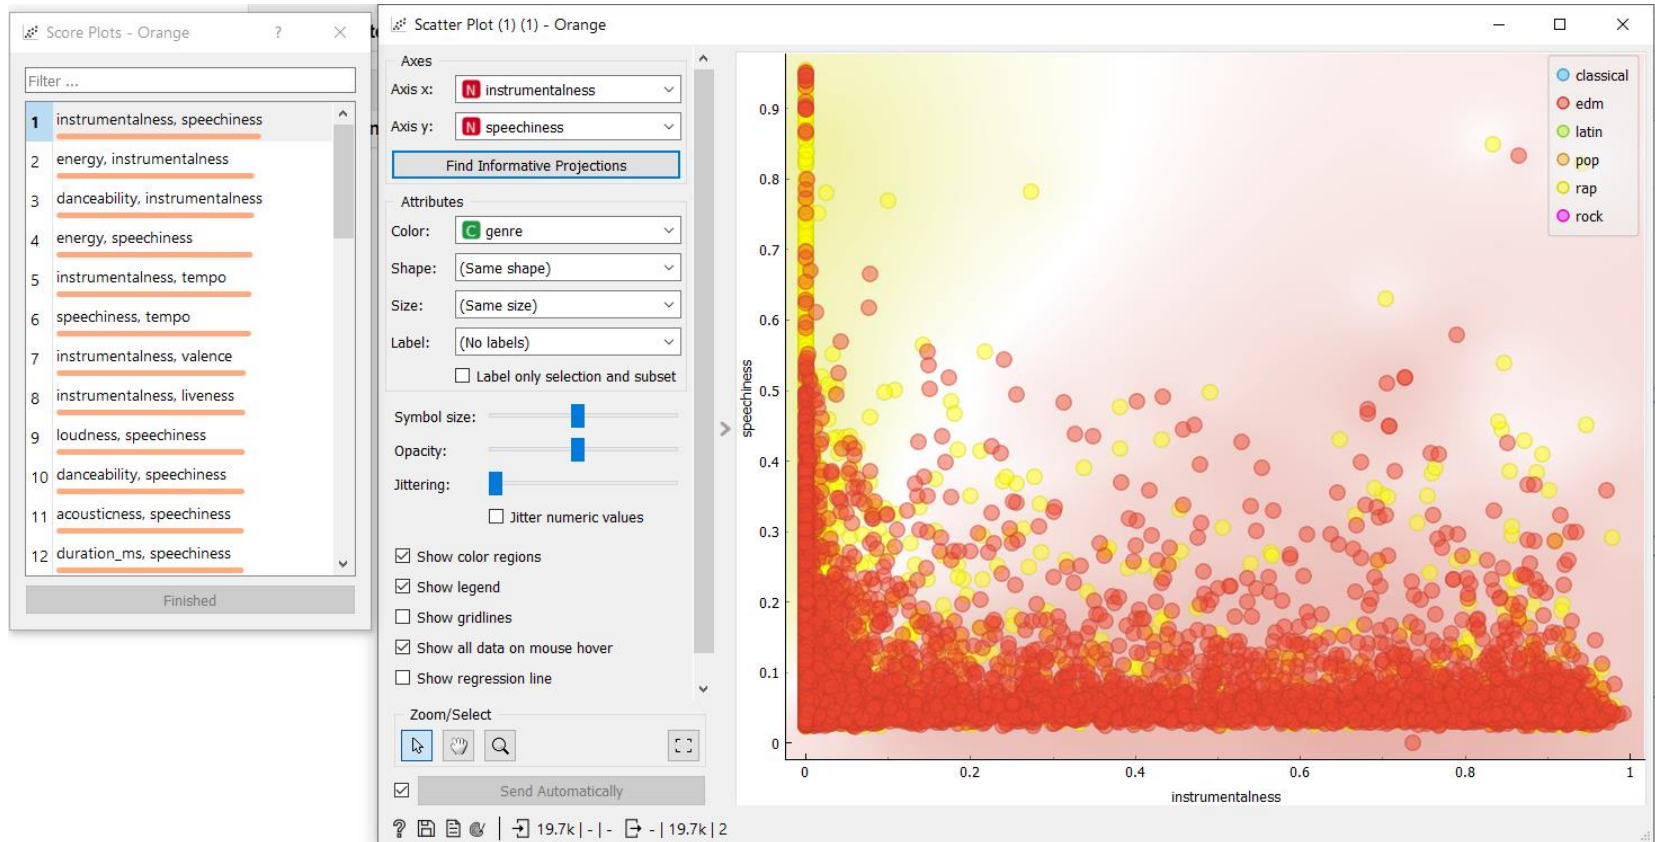 Score Plots - Orange
?
Filter ...
1 instrumentalness, speechiness
2 energy, instrumentalness
3 danceability, instrumentalness
4 energy, speechiness
5 instrumentalness, tempo
6 speechiness, tempo
7 instrumentalness, valence
8 instrumentalness, liveness
9 loudness, speechiness
10 danceability, speechiness
11 acousticness, speechiness
12 duration_ms, speechiness
Finished
Scatter Plot (1) (1) - Orange
Axes
Axis x: N instrumentalness
Axis y: N speechiness
Find Informative Projections
Attributes
Color: C genre
Shape: (Same shape)
Size: (Same size)
Label: (No labels)
Label only selection and subset
Symbol size:
Opacity:
Jittering:
Jitter numeric values
Show color regions
Show legend
Show gridlines
Show all data on mouse hover
Show regression line
Zoom/Select
Send Automatically
? 19.7k | - | - - | 19.7k | 2
speechiness
0.9
0.8
0.7
0.6
0.5
0.4
0.3
0.2
0.1
0
0 0.2 0.4 0.6 0.8 1
instrumentalness
classical
edm
latin
pop
rap
rock